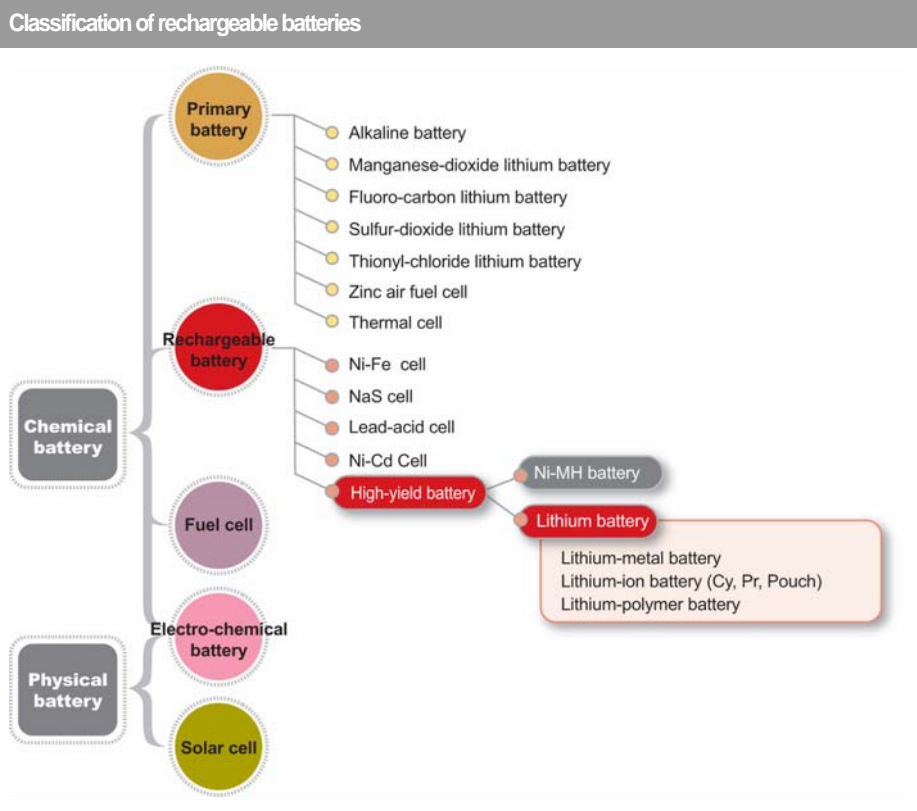 Classification of rechargeable batteries
Primary
battery
Alkaline battery
Manganese-dioxide lithium battery
Fluoro-carbon lithium battery
Sulfur-dioxide lithium battery
Thionyl-chloride lithium battery
Zinc air fuel cell
Thermal cell
Rechargeable
battery
Ni-Fe cell
NaS cell
Lead-acid cell
Ni-Cd Cell
High-yield battery
Ni-MH battery
Lithium battery
Lithium-metal battery
Lithium-ion battery (Cy, Pr, Pouch)
Lithium-polymer battery
Chemical
battery
Fuel cell
Electro-chemical
battery
Physical
battery
Solar cell